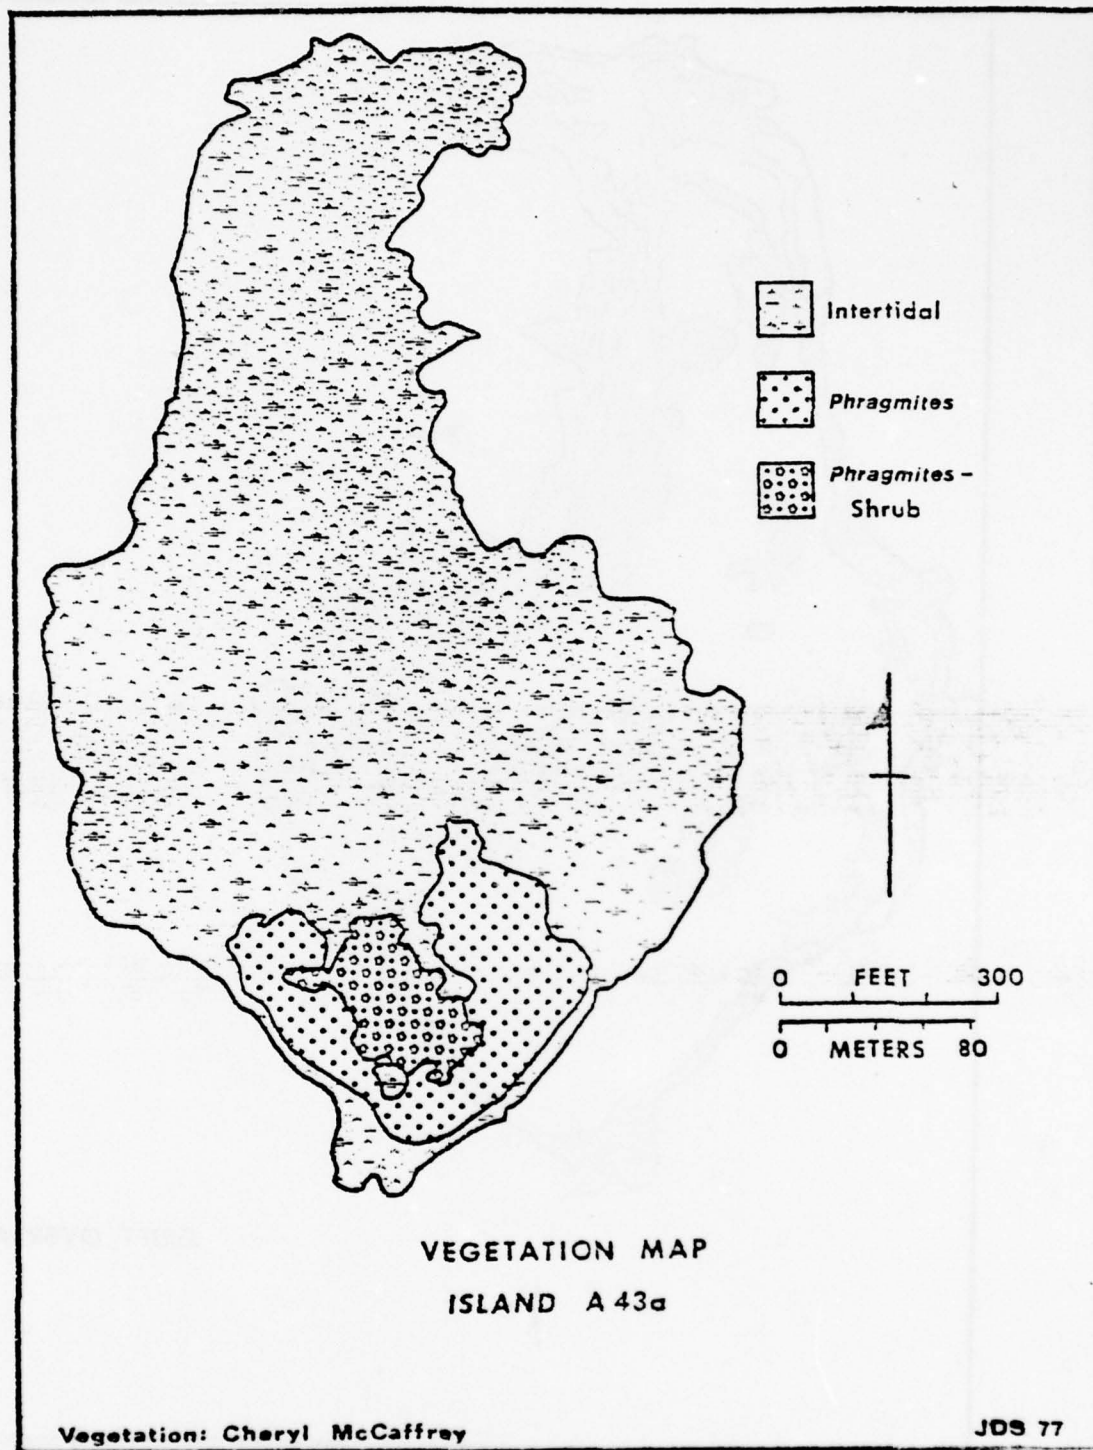 Intertidal
Phragmites
Phragmites –
Shrub
0 FEET 300
0 METERS 80
VEGETATION MAP
ISLAND A 43a
Vegetation: Cheryl McCaffrey
JDS 77